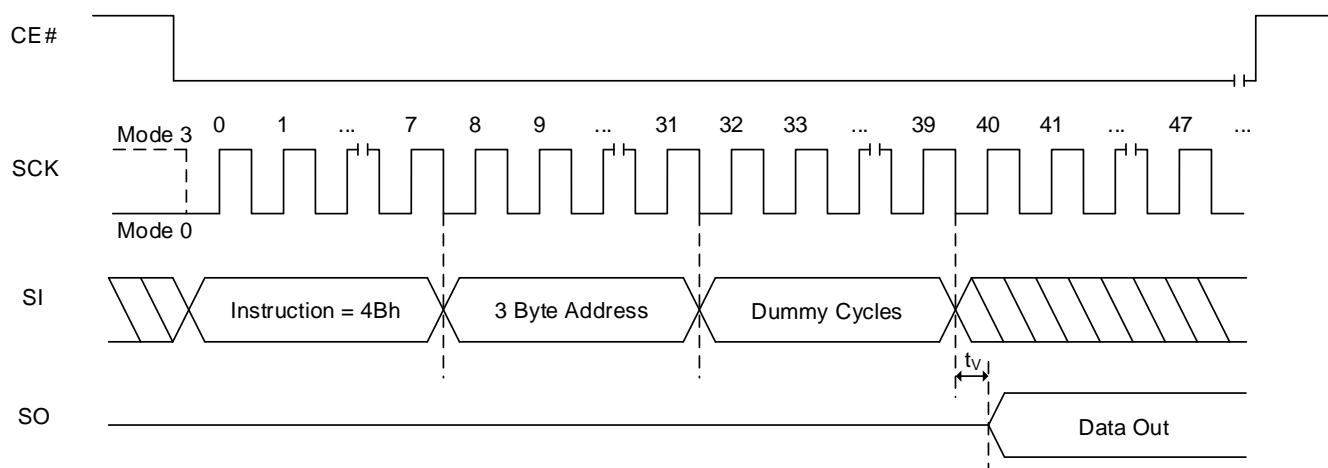 CE#
Mode 3 0 1 ... 7 8 9 ... 31 32 33 ... 39 40 41 ... 47 ...
SCK
Mode 0
SI Instruction = 4Bh 3 Byte Address Dummy Cycles
tV
SO Data Out